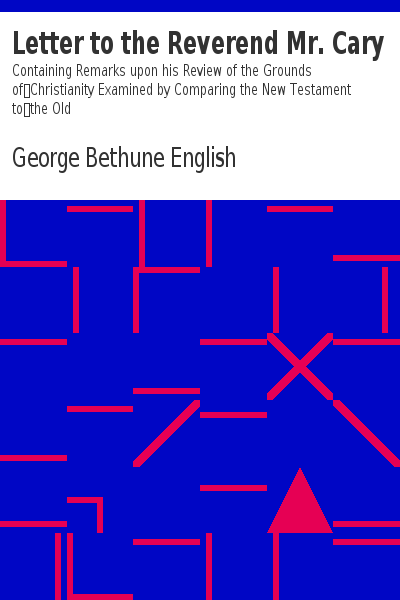 Letter to the Reverend Mr. Cary
Containing Remarks upon his Review of the Grounds
of▯Christianity Examined by Comparing the New Testament
to▯the Old
George Bethune English